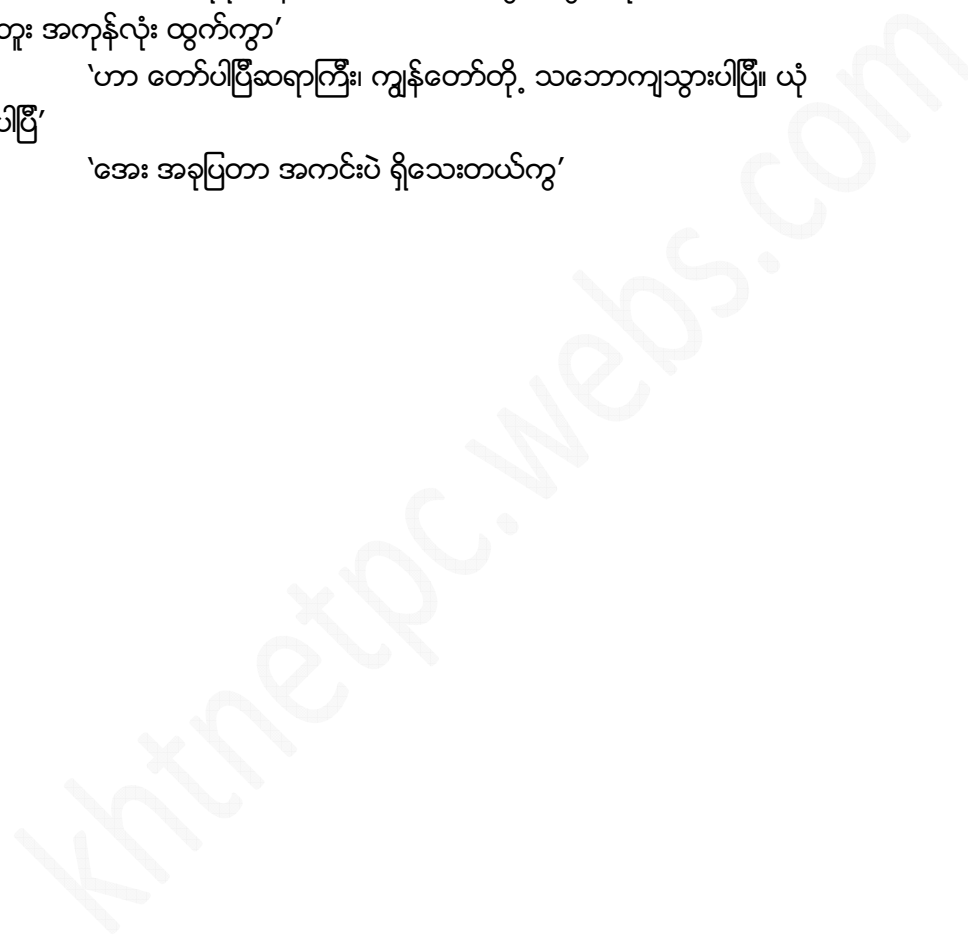 ဘူး အကုန်လုံး ထွက်ကွာ’
‘ဟာ တော်ပါပြီဆရာကြီး၊ ကျွန်တော်တို့ သဘောကျသွားပါပြီ။ ယုံ
ပါပြီ’
‘အေး အခုပြတာ အကင်းပဲ ရှိသေးတယ်ကွ’
khtnetpc.webs.com